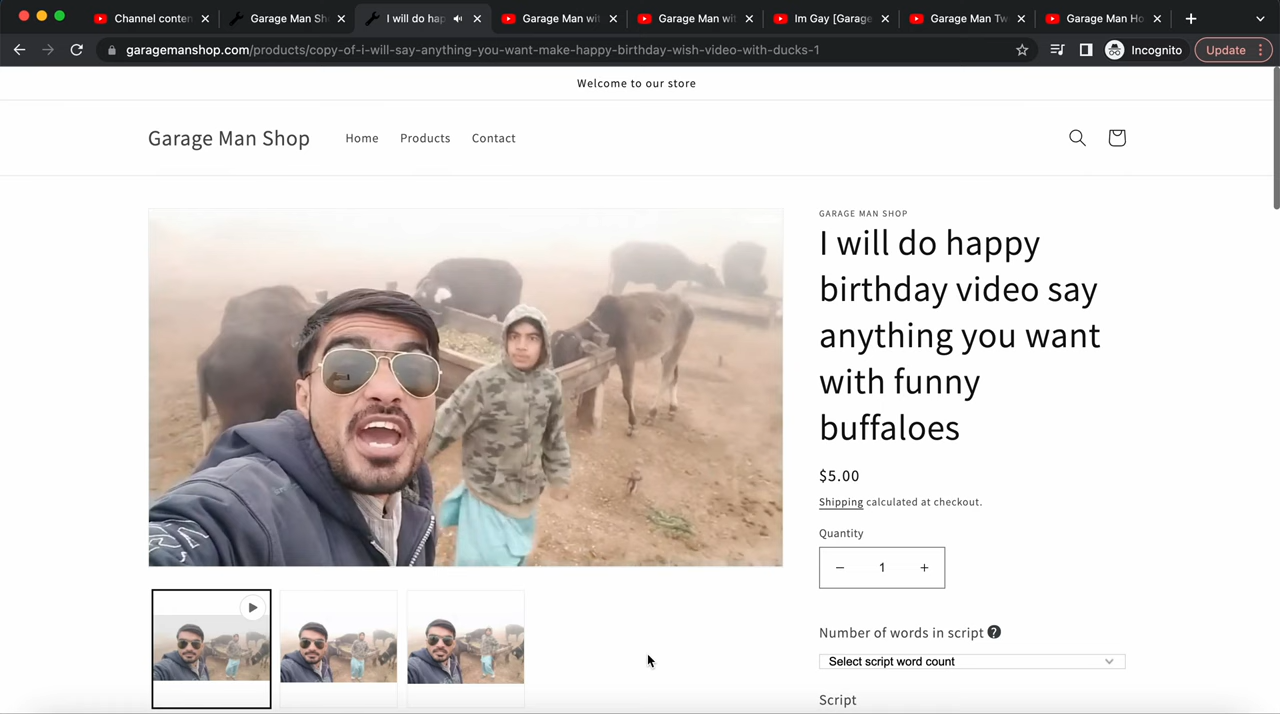 Channel conten
Garage Man Sh
I will do hap
Garage Man wi
Garage Man wi
Im Gay [Garage
Garage Man Tw
Garage Man Ho
garagemanshop.com/products/copy-of-i-will-say-anything-you-want-make-happy-birthday-wish-video-with-ducks-1
Incognito
Update
Welcome to our store
Garage Man Shop
Home
Products
Contact
GARAGE MAN SHOP
I will do happy
birthday video say
anything you want
with funny
buffaloes
$5.00
Shipping calculated at checkout.
Quantity
1
Number of words in script
Select script word count
Script